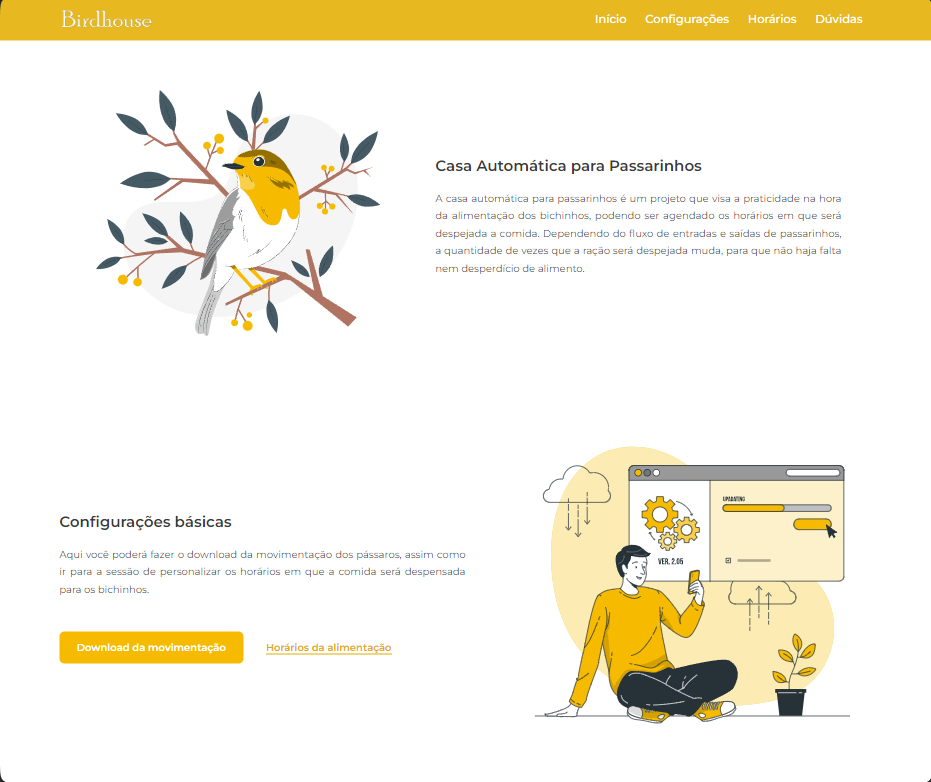 Birdhouse
Início Configurações Horários Dúvidas
Casa Automática para Passarinhos
A casa automática para passarinhos é um projeto que visa a praticidade na hora
da alimentação dos bichinhos, podendo ser agendado os horários em que será
despejada a comida. Dependendo do fluxo de entradas e saídas de passarinhos,
a quantidade de vezes que a ração será despejada muda, para que não haja falta
nem desperdício de alimento.
Configurações básicas
Aqui você poderá fazer o download da movimentação dos pássaros, assim como
ir para a sessão de personalizar os horários em que a comida será despensada
para os bichinhos.
Download da movimentação
Horários da alimentação
UPDATING
VER, 2.05